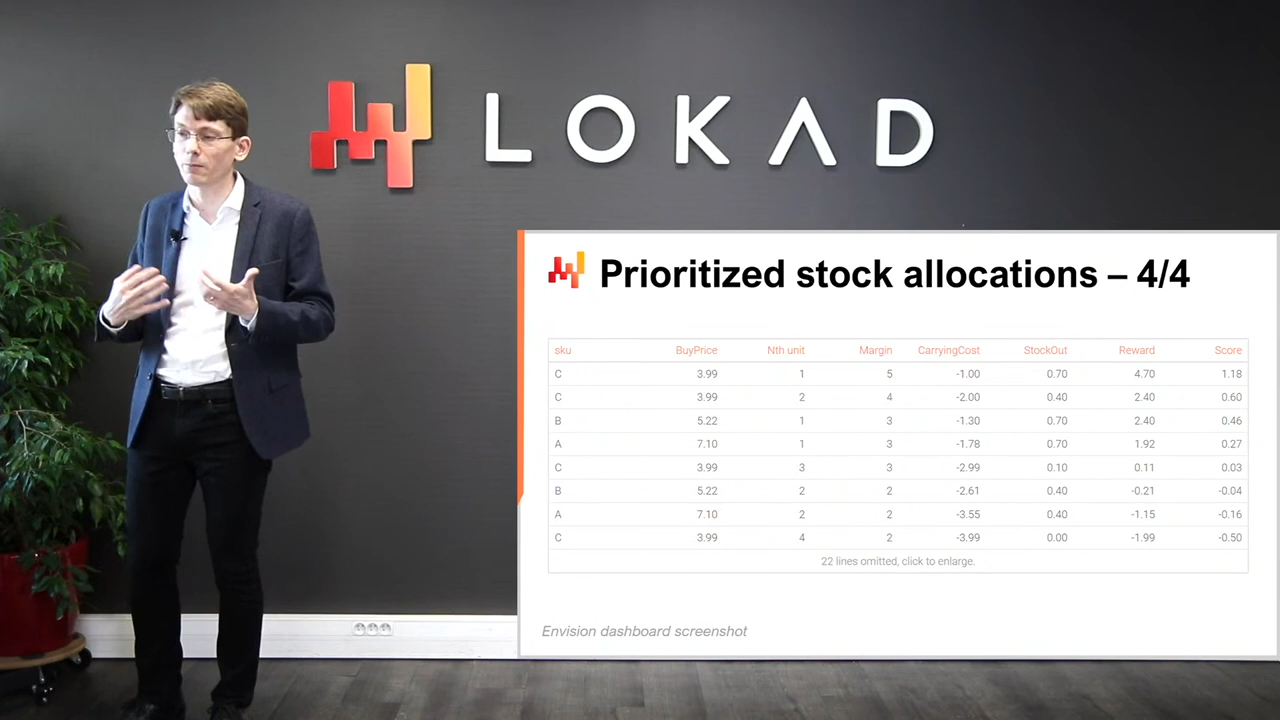 LOKAD
Prioritized stock allocations – 4/4
sku BuyPrice Nth unit Margin CarryingCost StockOut Reward Score
C 3.99 1 5 -1.00 0.70 4.70 1.18
C 3.99 2 4 -2.00 0.40 2.40 0.60
B 5.22 1 3 -1.30 0.70 2.40 0.46
A 7.10 1 3 -1.78 0.70 1.92 0.27
C 3.99 3 3 -2.99 0.10 0.11 0.03
B 5.22 2 2 -2.61 0.40 -0.21 -0.04
A 7.10 2 2 -3.55 0.40 -1.15 -0.16
C 3.99 4 2 -3.99 0.00 -1.99 -0.50
22 lines omitted, click to enlarge.
Envision dashboard screenshot